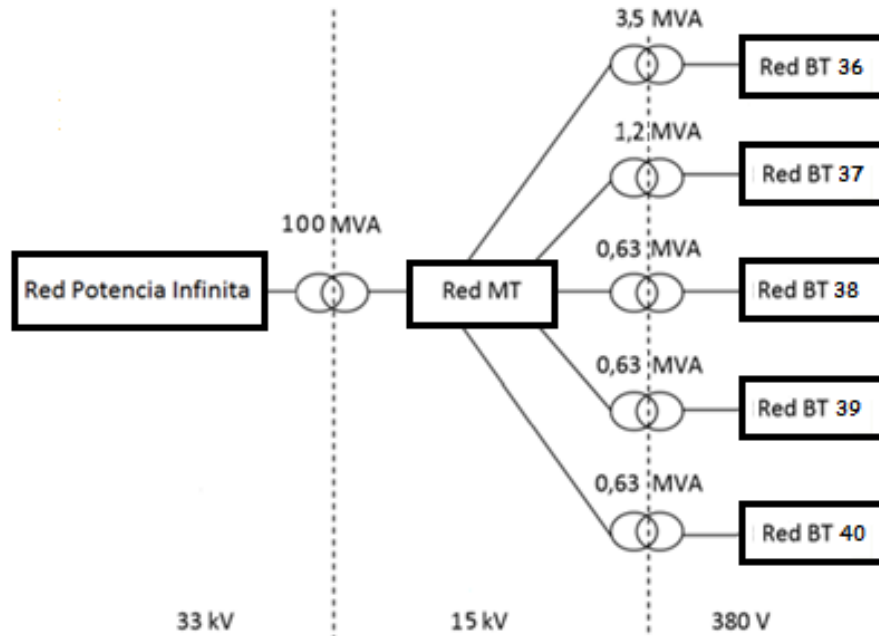 3,5 MVA
Red BT 36
1,2 MVA
Red BT 37
100 MVA
0,63 MVA
Red Potencia Infinita
Red MT
Red BT 38
0,63 MVA
Red BT 39
0,63 MVA
Red BT 40
33 kV
15 kV
380 V